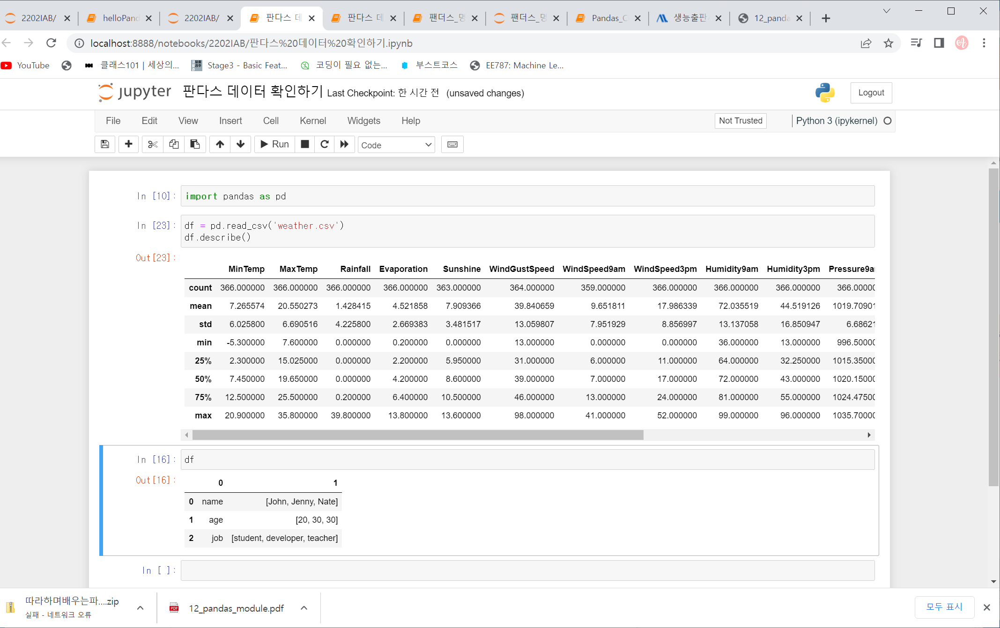 2202IAB/
helloPand
2202IAB/
판다스 데
판다스 데
팬더스_명
팬더스_명
Pandas_C
생능출판
12_panda
localhost:8888/notebooks/2202IAB/판다스%20데이터%20확인하기.ipynb
YouTube
클래스101 | 세상의...
Stage3 - Basic Feat...
코딩이 필요 없는...
부스트코스
EE787: Machine Le...
jupyter 판다스 데이터 확인하기 Last Checkpoint: 한 시간 전 (unsaved changes)
Logout
File Edit View Insert Cell Kernel Widgets Help
Not Trusted
Python 3 (ipykernel)
Run
Code
In [10]: import pandas as pd
In [23]: df = pd.read_csv('weather.csv')
df.describe()
Out[23]:
MinTemp MaxTemp Rainfall Evaporation Sunshine WindGustSpeed WindSpeed9am WindSpeed3pm Humidity9am Humidity3pm Pressure9a
count 366.000000 366.000000 366.000000 366.000000 363.000000 364.000000 359.000000 366.000000 366.000000 366.000000 366.00000
mean 7.265574 20.550273 1.428415 4.521858 7.909366 39.840659 9.651811 17.986339 72.035519 44.519126 1019.70901
std 6.025800 6.690516 4.225800 2.669383 3.481517 13.059807 7.951929 8.856997 13.137058 16.850947 6.68621
min -5.300000 7.600000 0.000000 0.200000 0.000000 13.000000 0.000000 0.000000 36.000000 13.000000 996.50000
25% 2.300000 15.025000 0.000000 2.200000 5.950000 31.000000 6.000000 11.000000 64.000000 32.250000 1015.35000
50% 7.450000 19.650000 0.000000 4.200000 8.600000 39.000000 7.000000 17.000000 72.000000 43.000000 1020.15000
75% 12.500000 25.500000 0.200000 6.400000 10.500000 46.000000 13.000000 24.000000 81.000000 55.000000 1024.47500
max 20.900000 35.800000 39.800000 13.800000 13.600000 98.000000 41.000000 52.000000 99.000000 96.000000 1035.70000
In [16]: df
Out[16]:
0 1
0 name [John, Jenny, Nate]
1 age [20, 30, 30]
2 job [student, developer, teacher]
In [ ]:
따라하며배우는파....zip
실패 - 네트워크 오류
PDF
12_pandas_module.pdf
모두 표시